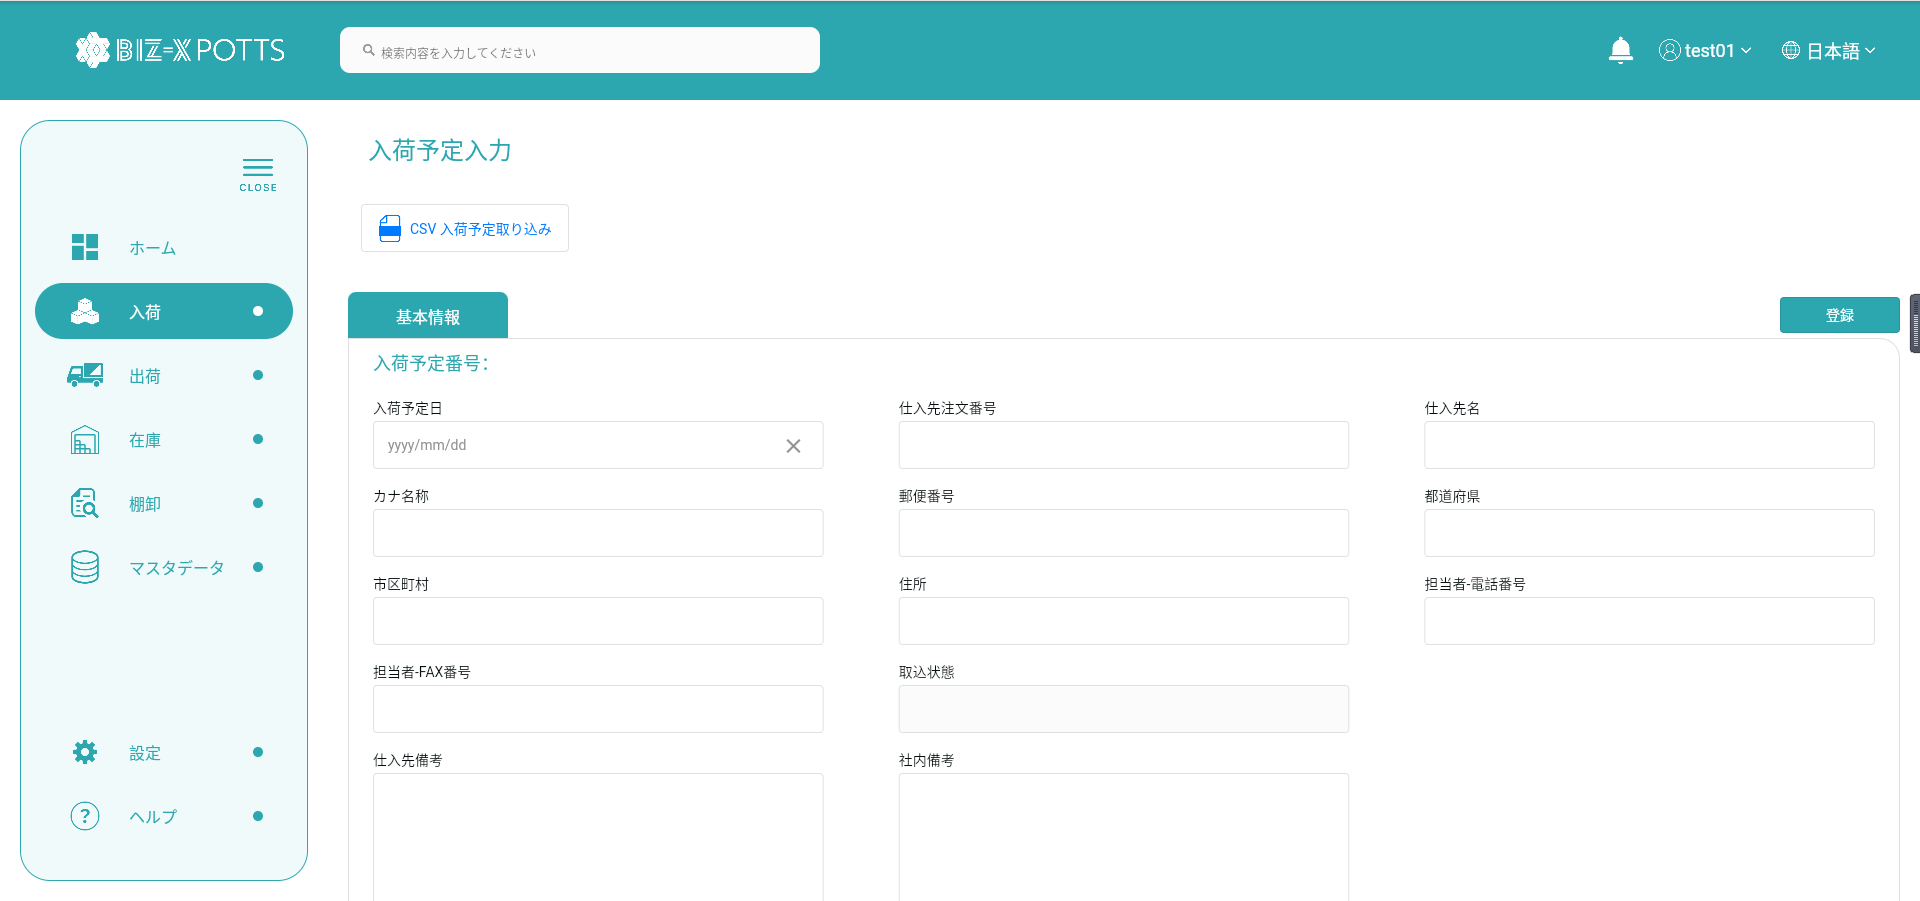 BIZ-X POTTS
検索内容を入力してください
test01
日本語
CLOSE
ホーム
入荷
出荷
在庫
棚卸
マスタデータ
設定
?
ヘルプ
入荷予定入力
CSV 入荷予定取り込み
基本情報
登録
入荷予定番号:
入荷予定日
仕入先注文番号
仕入先名
yyyy/mm/dd
カナ名称
郵便番号
都道府県
市区町村
住所
担当者-電話番号
担当者-FAX番号
取込状態
仕入先備考
社内備考